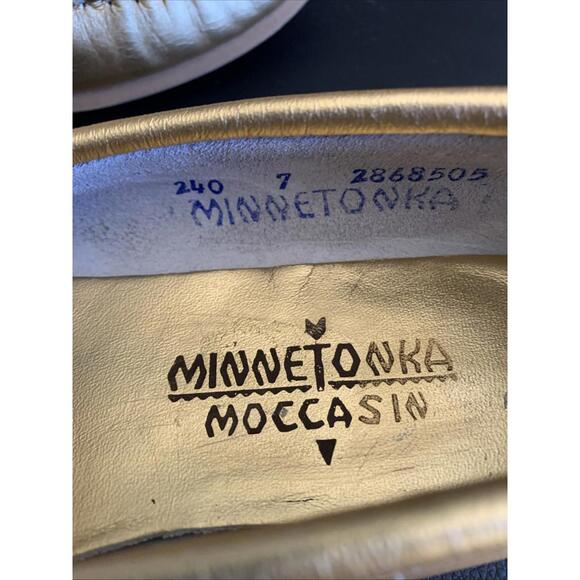 240 7 2868505
MINNETONKA
MINNETONKA
MOCCASIN